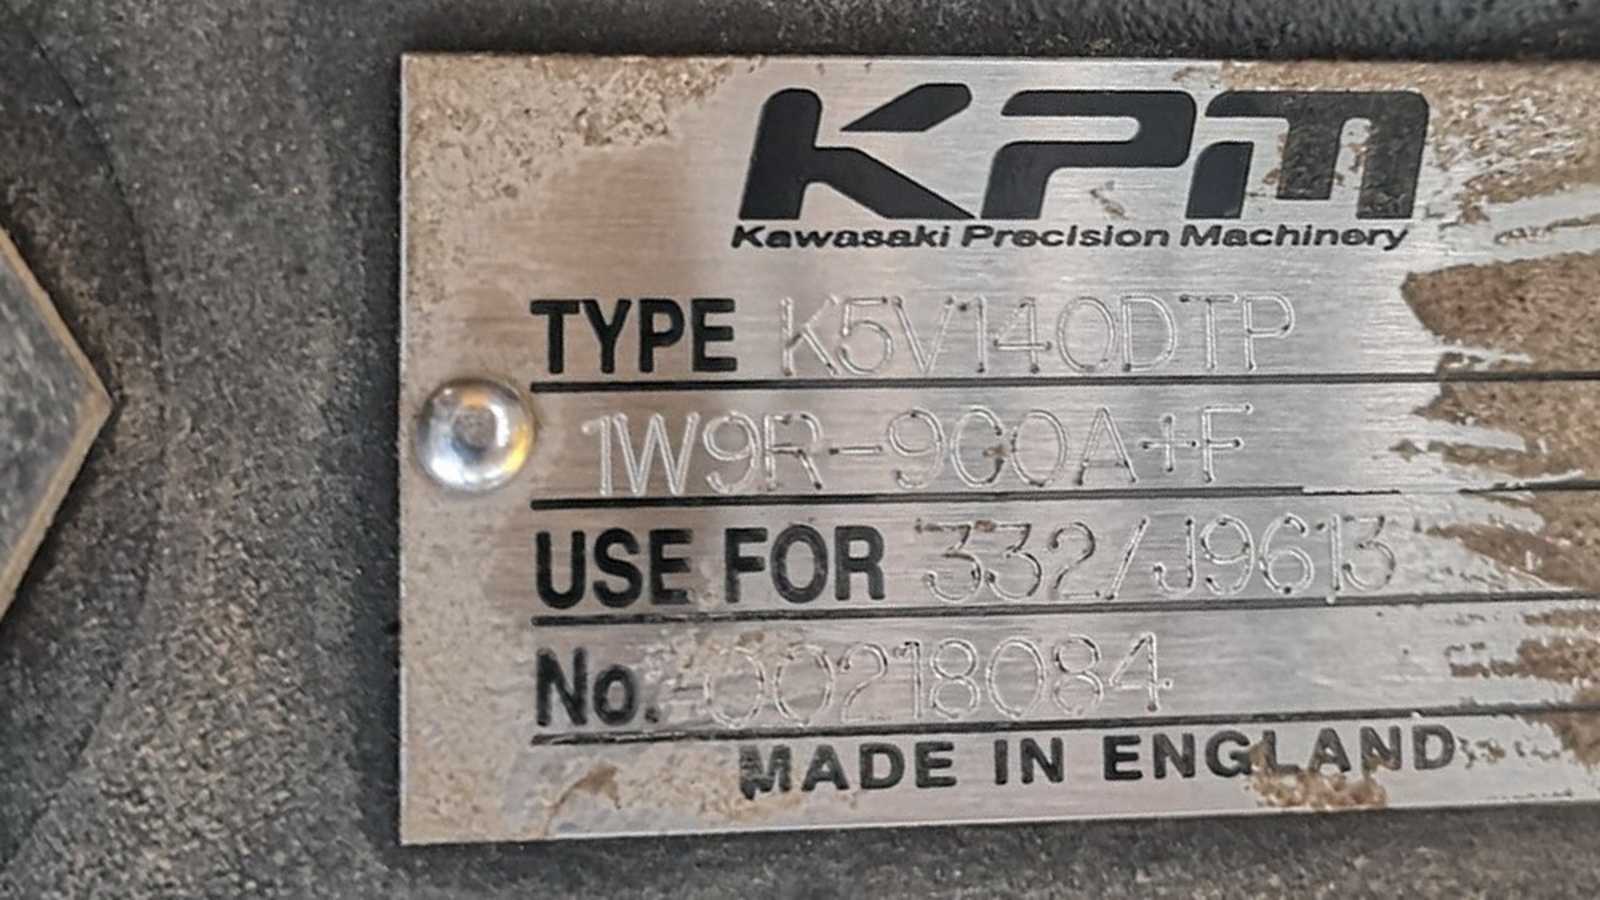 KPM
Kawasaki Precision Machinery
TYPE K5V140DTP
1W9R-9C0A+F
USE FOR 332/J9613
No. 00218084
MADE IN ENGLAND